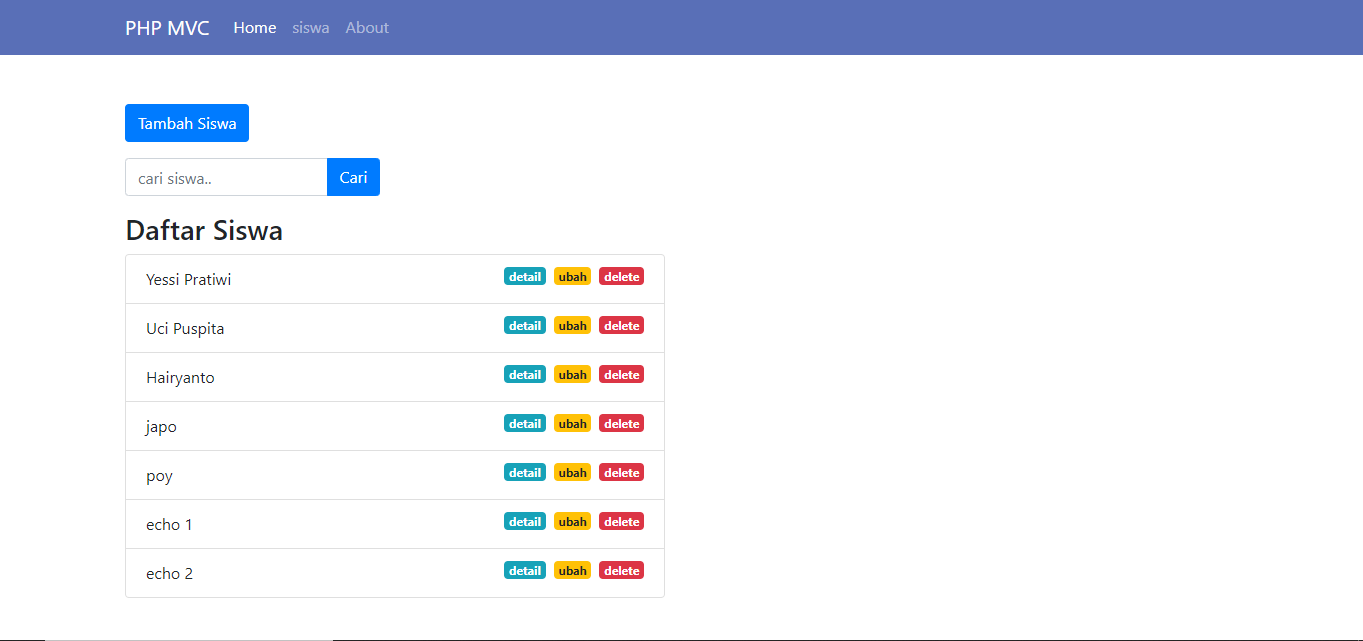 PHP MVC Home siswa About
Tambah Siswa
cari siswa.. Cari
Daftar Siswa
Yessi Pratiwi detail ubah delete
Uci Puspita detail ubah delete
Hairyanto detail ubah delete
japo detail ubah delete
poy detail ubah delete
echo 1 detail ubah delete
echo 2 detail ubah delete